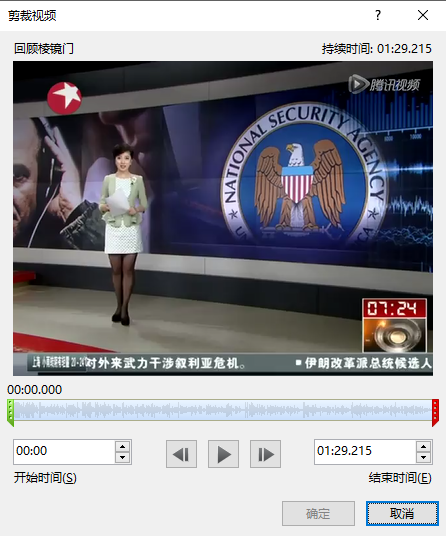 剪裁视频 ? ×
回顾棱镜门 持续时间: 01:29.215
腾讯视频
NATIONAL SECURITY AGENCY
07:24
对外来武力干涉叙利亚危机。 ■伊朗改革派总统候选人
00:00.000
00:00 01:29.215
开始时间(S) 结束时间(E)
确定 取消